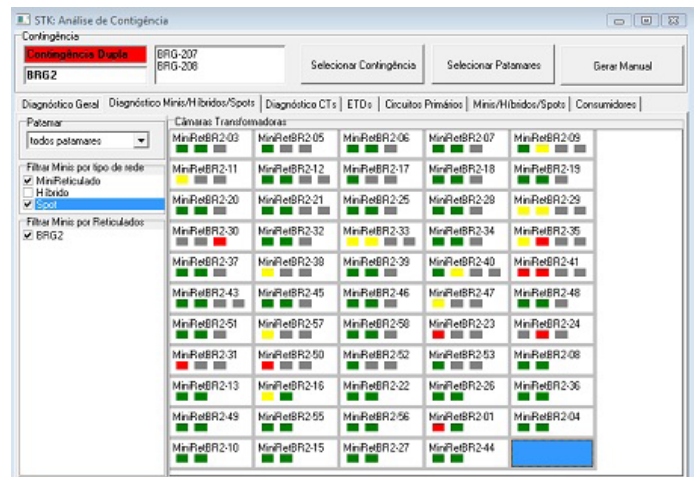 STK: Análise de Contigência
Contingência
Contingência Dupla
BRG2
BRG-207
BRG-208
Selecionar Contingência
Selecionar Patamares
Gerar Manual
Diagnóstico Geral Diagnóstico Minis/Híbridos/Spots Diagnóstico CTs ETDs Circuitos Primários Minis/Híbridos/Spots Consumidores
Patamar
todos patamares
Filtrar Minis por tipo de rede
MiniReticulado
Híbrido
Spot
Filtrar Minis por Reticulados
BRG2
Câmaras Transformadoras
MiniRetBR2-03 MiniRetBR2-05 MiniRetBR2-06 MiniRetBR2-07 MiniRetBR2-09
MiniRetBR2-11 MiniRetBR2-12 MiniRetBR2-17 MiniRetBR2-18 MiniRetBR2-19
MiniRetBR2-20 MiniRetBR2-21 MiniRetBR2-25 MiniRetBR2-28 MiniRetBR2-29
MiniRetBR2-30 MiniRetBR2-32 MiniRetBR2-33 MiniRetBR2-34 MiniRetBR2-35
MiniRetBR2-37 MiniRetBR2-38 MiniRetBR2-39 MiniRetBR2-40 MiniRetBR2-41
MiniRetBR2-43 MiniRetBR2-45 MiniRetBR2-46 MiniRetBR2-47 MiniRetBR2-48
MiniRetBR2-51 MiniRetBR2-57 MiniRetBR2-58 MiniRetBR2-23 MiniRetBR2-24
MiniRetBR2-31 MiniRetBR2-50 MiniRetBR2-52 MiniRetBR2-53 MiniRetBR2-08
MiniRetBR2-13 MiniRetBR2-16 MiniRetBR2-22 MiniRetBR2-26 MiniRetBR2-36
MiniRetBR2-49 MiniRetBR2-55 MiniRetBR2-56 MiniRetBR2-01 MiniRetBR2-04
MiniRetBR2-10 MiniRetBR2-15 MiniRetBR2-27 MiniRetBR2-44